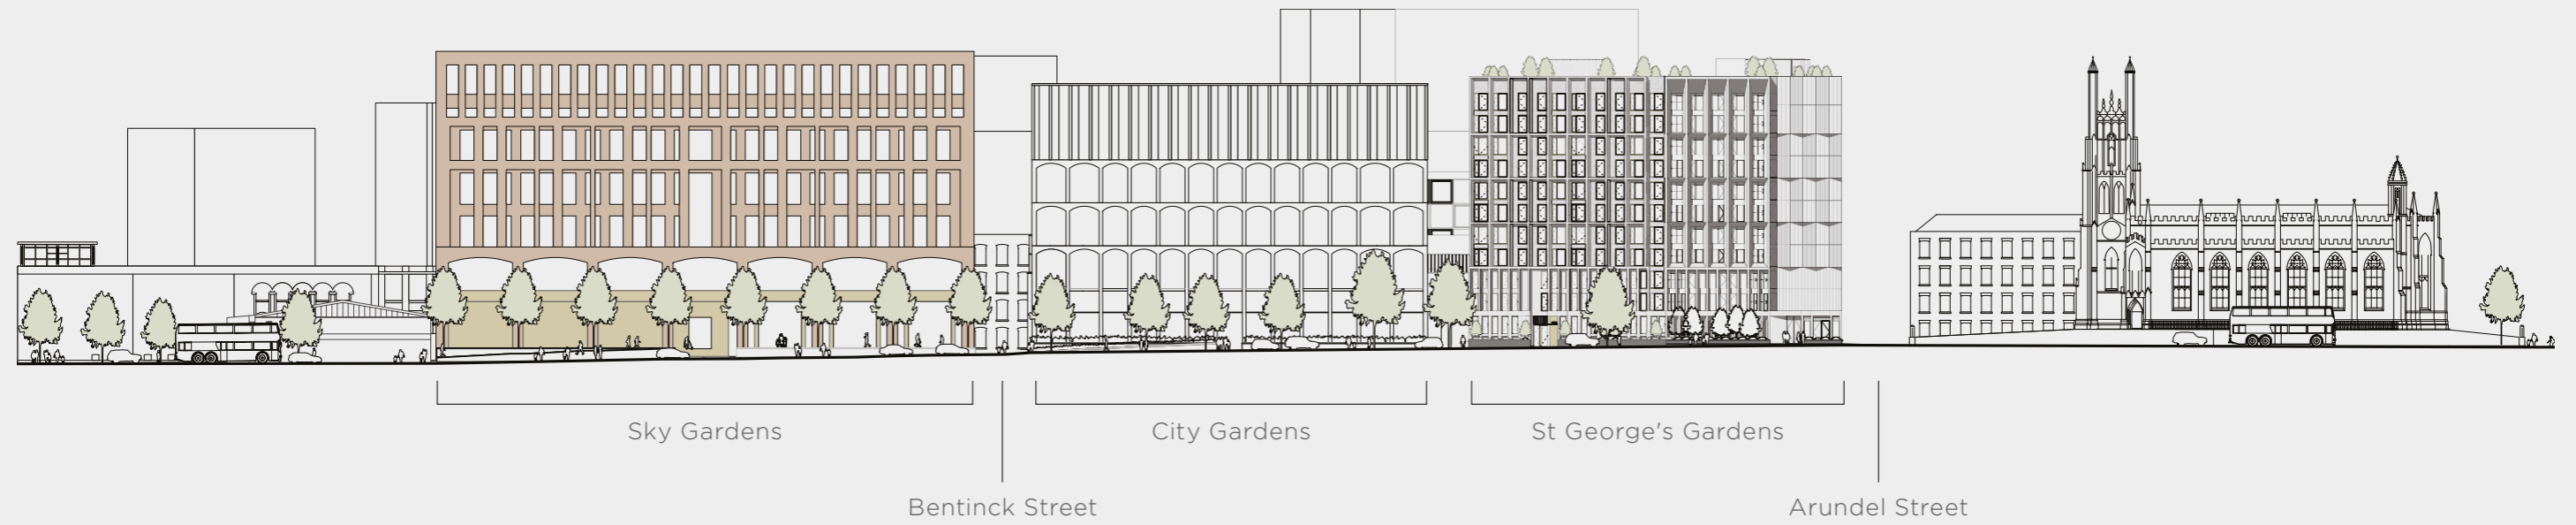 Sky Gardens
City Gardens
St George's Gardens
Bentinck Street
Arundel Street